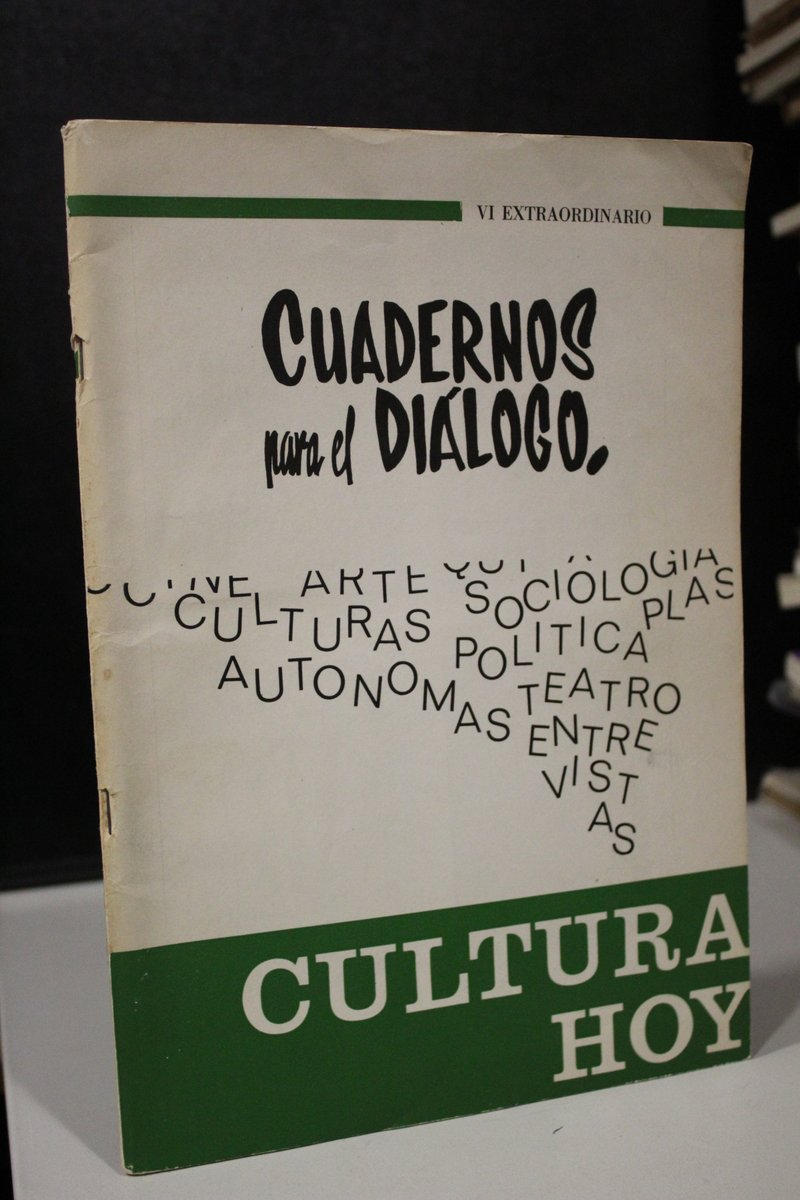 VI EXTRAORDINARIO
CUADERNOS
para el DIÁLOGO.
ARTE SOCIOLOGIA
CULTURAS POLITICA PLAS
AUTONOMAS TEATRO
ENTRE
VIST
AS
CULTURA
HOY